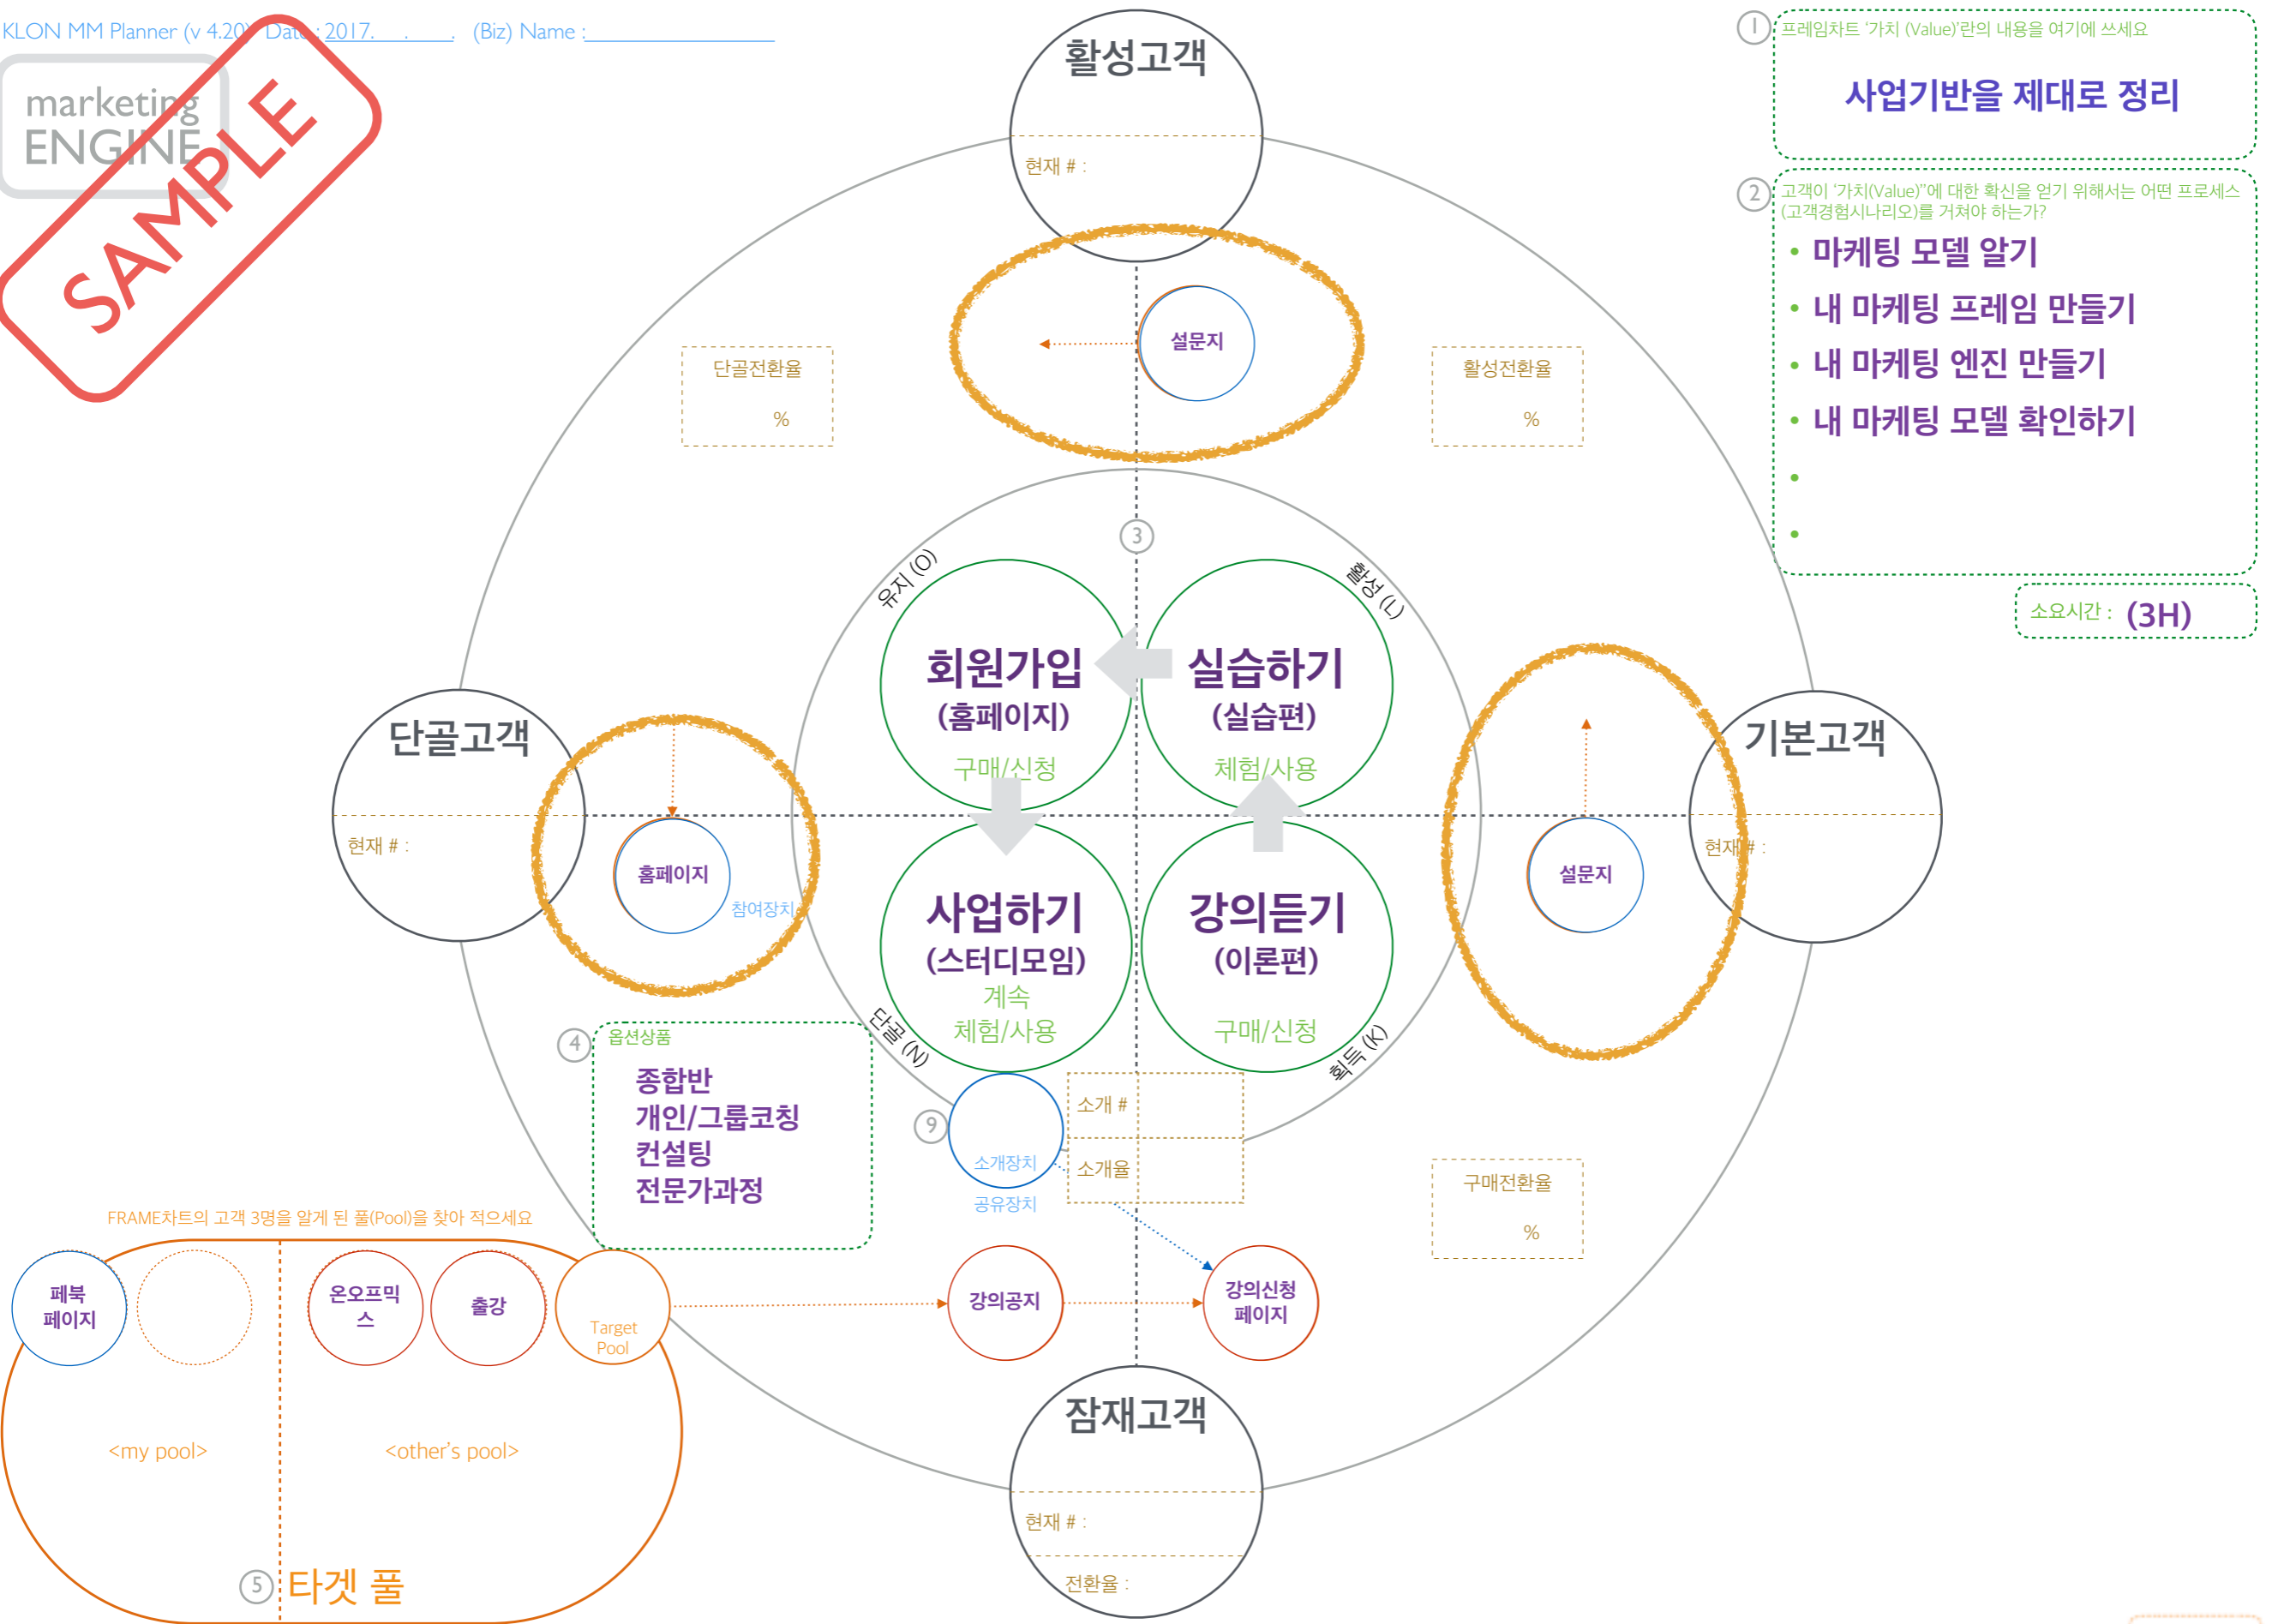 KLON MM Planner (v 4.20) Date : 2017. . . (Biz) Name :
marketing
ENGINE
SAMPLE
1
프레임차트 ‘가치 (Value)’란의 내용을 여기에 쓰세요
사업기반을 제대로 정리
2
고객이 ‘가치(Value)”에 대한 확신을 얻기 위해서는 어떤 프로세스
(고객경험시나리오)를 거쳐야 하는가?
• 마케팅 모델 알기
• 내 마케팅 프레임 만들기
• 내 마케팅 엔진 만들기
• 내 마케팅 모델 확인하기
•
•
소요시간 : (3H)
활성고객
현재 # :
설문지
단골전환율
%
활성전환율
%
3
유지 (O)
활성 (L)
회원가입
(홈페이지)
구매/신청
실습하기
(실습편)
체험/사용
단골고객
현재 # :
홈페이지
참여장치
기본고객
현재 # :
설문지
사업하기
(스터디모임)
계속
체험/사용
강의듣기
(이론편)
구매/신청
단골 (N)
획득 (K)
4
옵션상품
종합반
개인/그룹코칭
컨설팅
전문가과정
9
소개장치
공유장치
소개 #
소개율
구매전환율
%
FRAME차트의 고객 3명을 알게 된 풀(Pool)을 찾아 적으세요
페북
페이지
온오프믹
스
출강
Target
Pool
강의공지
강의신청
페이지
<my pool>
<other’s pool>
5
타겟 풀
잠재고객
현재 # :
전환율 :